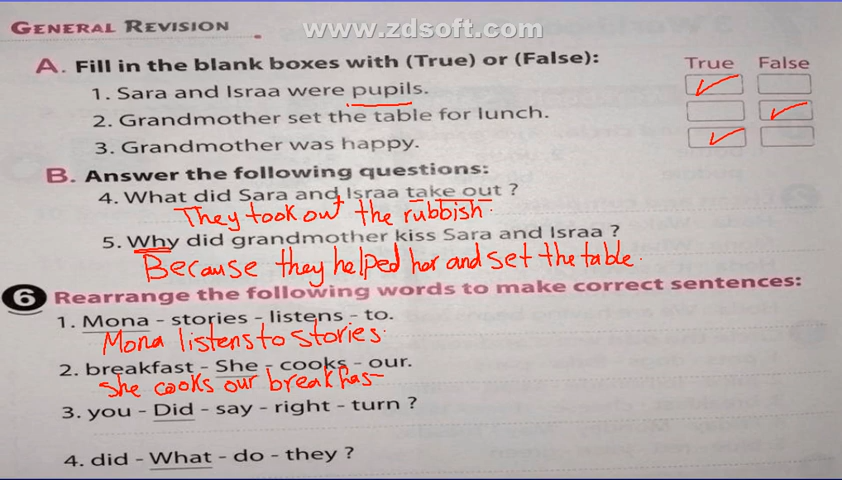 www.zdsoft.com
GENERAL REVISION
A. Fill in the blank boxes with (True) or (False): True False
1. Sara and Israa were pupils. ✓
2. Grandmother set the table for lunch. ✓
3. Grandmother was happy. ✓
B. Answer the following questions:
4. What did Sara and Israa take out ?
They took out the rubbish.
5. Why did grandmother kiss Sara and Israa ?
Because they helped her and set the table.
6 Rearrange the following words to make correct sentences:
1. Mona - stories - listens - to.
Mona listens to stories.
2. breakfast - She - cooks - our.
She cooks our breakfas
3. you - Did - say - right - turn ?
4. did - What - do - they ?